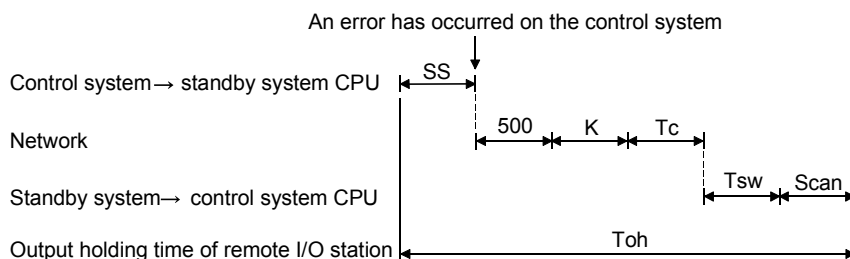 An error has occurred on the control system
Control system→ standby system CPU
SS
Network
500
K
Tc
Standby system→ control system CPU
Tsw
Scan
Output holding time of remote I/O station
Toh